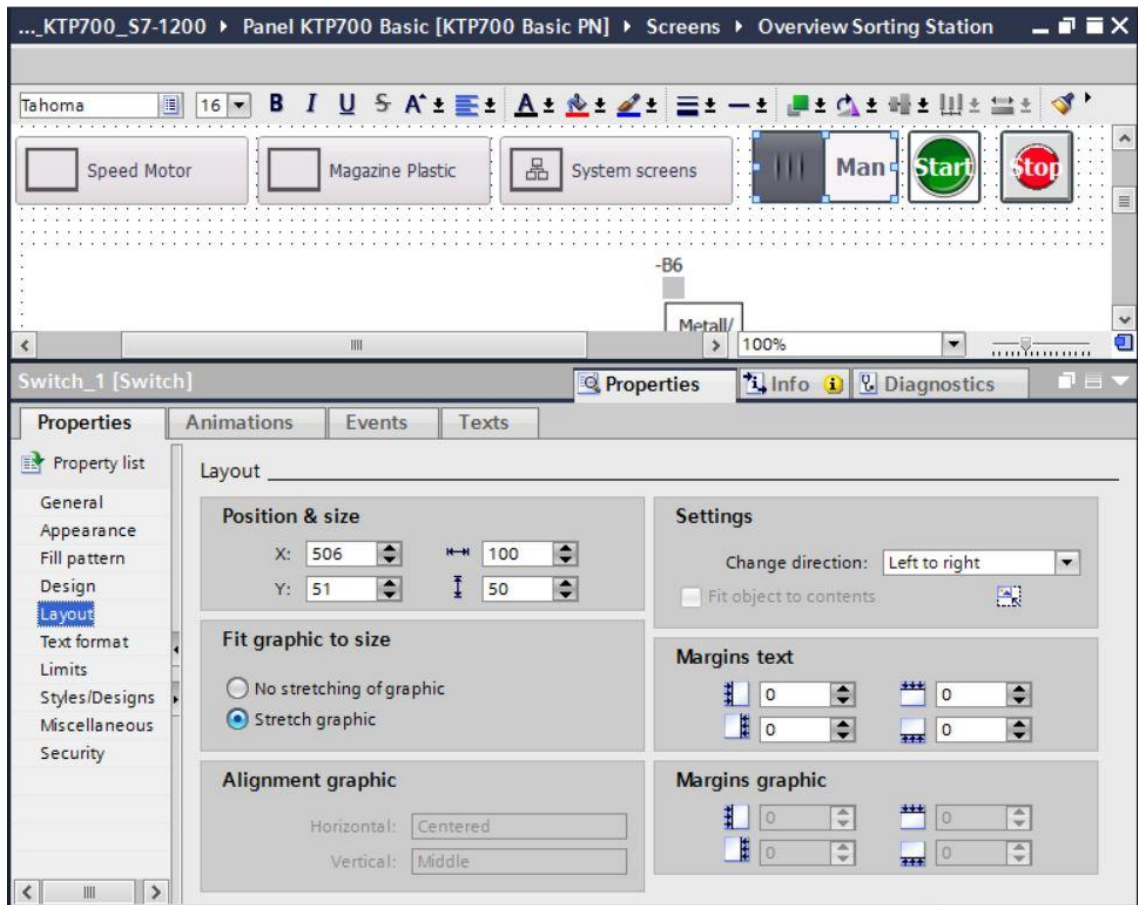 ..._KTP700_S7-1200 ▸ Panel KTP700 Basic [KTP700 Basic PN] ▸ Screens ▸ Overview Sorting Station
Tahoma 16 B I U S A A
Speed Motor Magazine Plastic System screens Man Start Stop
-B6
Metall/
100%
Switch_1 [Switch] Properties Info Diagnostics
Properties Animations Events Texts
Property list
Layout
General
Appearance
Fill pattern
Design
Layout
Text format
Limits
Styles/Designs
Miscellaneous
Security
Position & size
X: 506 100
Y: 51 50
Settings
Change direction: Left to right
Fit object to contents
Fit graphic to size
No stretching of graphic
Stretch graphic
Margins text
0 0
0 0
Alignment graphic
Horizontal: Centered
Vertical: Middle
Margins graphic
0 0
0 0